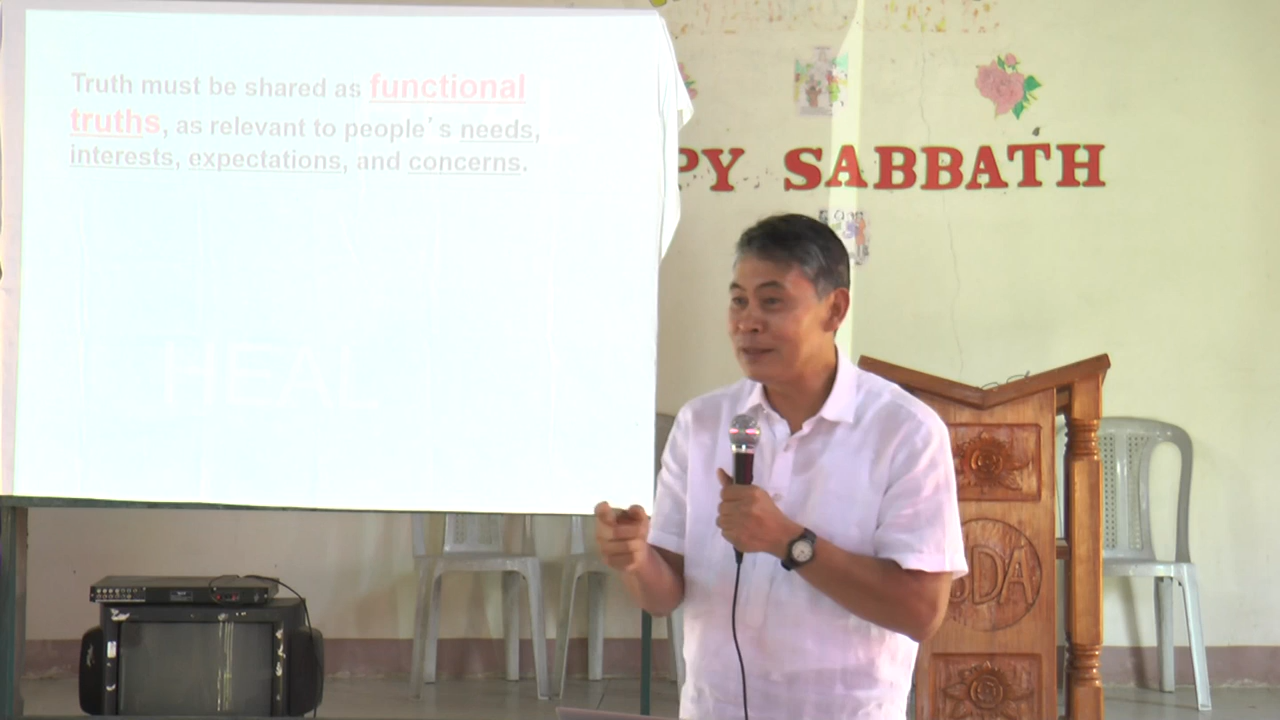 Truth must be shared as functional
truths, as relevant to people's needs,
interests, expectations, and concerns.
HEAL
PY SABBATH
SDA